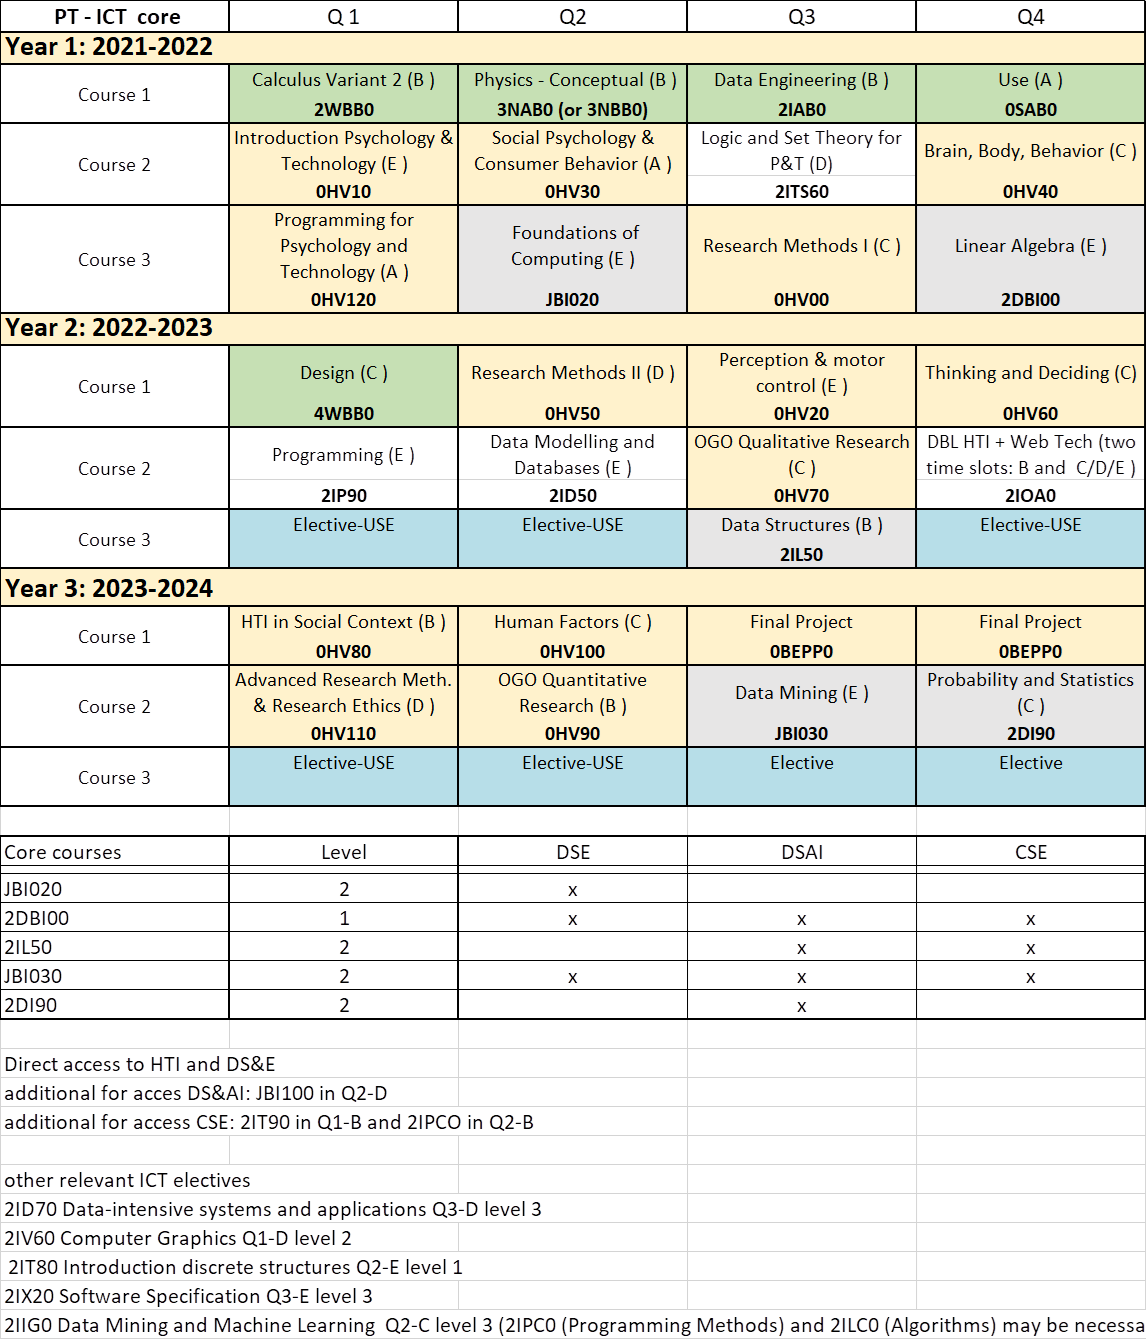 PT - ICT core Q 1 Q2 Q3 Q4
Year 1: 2021-2022
Course 1
Calculus Variant 2 (B )
2WBB0
Physics - Conceptual (B )
3NAB0 (or 3NBB0)
Data Engineering (B )
2IAB0
Use (A )
0SAB0
Course 2
Introduction Psychology &
Technology (E )
0HV10
Social Psychology &
Consumer Behavior (A )
0HV30
Logic and Set Theory for
P&T (D)
2ITS60
Brain, Body, Behavior (C )
0HV40
Course 3
Programming for
Psychology and
Technology (A )
0HV120
Foundations of
Computing (E )
JBI020
Research Methods I (C )
0HV00
Linear Algebra (E )
2DBI00
Year 2: 2022-2023
Course 1
Design (C )
4WBB0
Research Methods II (D )
0HV50
Perception & motor
control (E )
0HV20
Thinking and Deciding (C)
0HV60
Course 2
Programming (E )
2IP90
Data Modelling and
Databases (E )
2ID50
OGO Qualitative Research
(C )
0HV70
DBL HTI + Web Tech (two
time slots: B and C/D/E )
2IOA0
Course 3
Elective-USE
Elective-USE
Data Structures (B )
2IL50
Elective-USE
Year 3: 2023-2024
Course 1
HTI in Social Context (B )
0HV80
Human Factors (C )
0HV100
Final Project
0BEPP0
Final Project
0BEPP0
Course 2
Advanced Research Meth.
& Research Ethics (D )
0HV110
OGO Quantitative
Research (B )
0HV90
Data Mining (E )
JBI030
Probability and Statistics
(C )
2DI90
Course 3
Elective-USE
Elective-USE
Elective
Elective
Core courses Level DSE DSAI CSE
JBI020 2 x
2DBI00 1 x x x
2IL50 2 x x
JBI030 2 x x x
2DI90 2 x
Direct access to HTI and DS&E
additional for acces DS&AI: JBI100 in Q2-D
additional for access CSE: 2IT90 in Q1-B and 2IPCO in Q2-B
other relevant ICT electives
2ID70 Data-intensive systems and applications Q3-D level 3
2IV60 Computer Graphics Q1-D level 2
2IT80 Introduction discrete structures Q2-E level 1
2IX20 Software Specification Q3-E level 3
2IIG0 Data Mining and Machine Learning Q2-C level 3 (2IPC0 (Programming Methods) and 2ILC0 (Algorithms) may be necessa